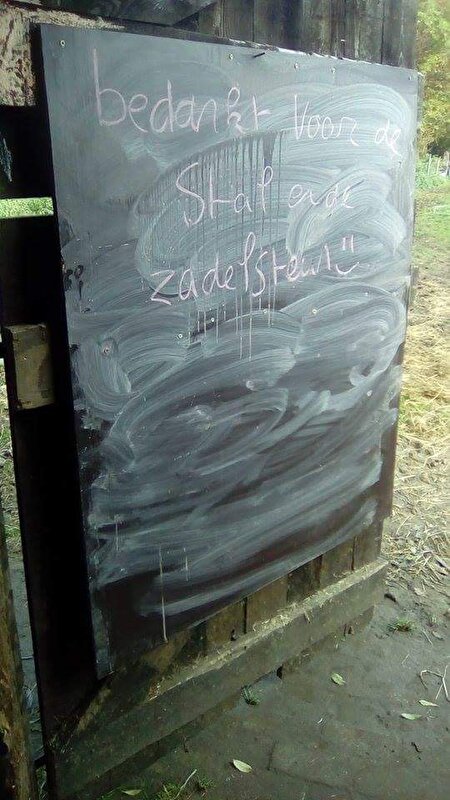 bedankt voor de
Stal en de
zadelsteun